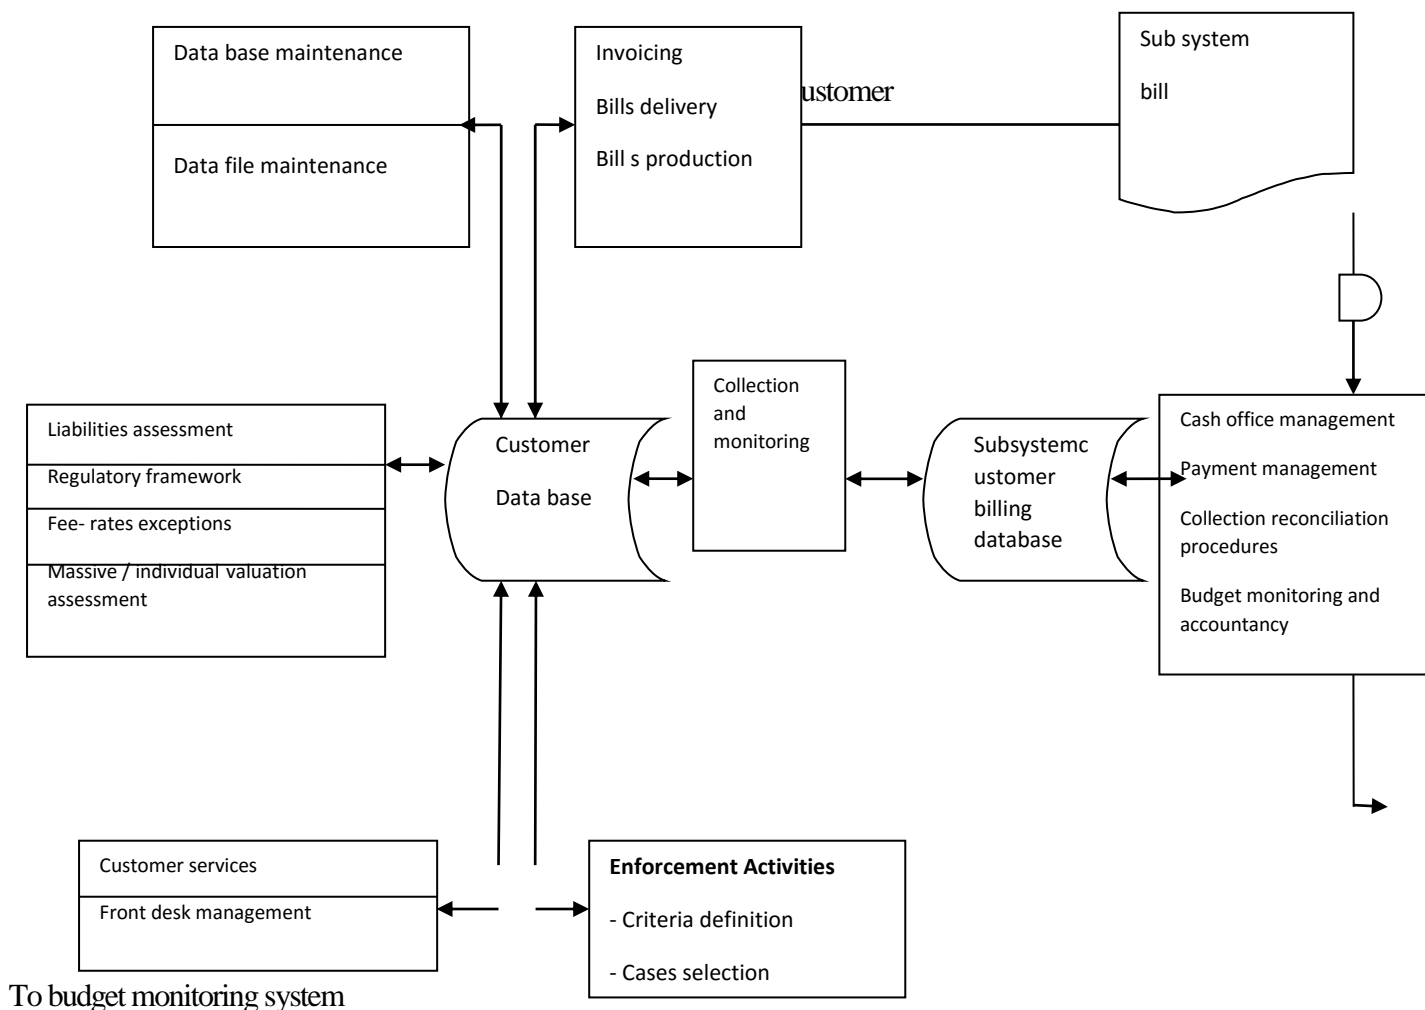 Data base maintenance
Data file maintenance
Invoicing
Bills delivery
Bill s production
ustomer
Sub system
bill
Liabilities assessment
Regulatory framework
Fee- rates exceptions
Massive / individual valuation
assessment
Customer
Data base
Collection
and
monitoring
Subsystemc
ustomer
billing
database
Cash office management
Payment management
Collection reconciliation
procedures
Budget monitoring and
accountancy
Customer services
Front desk management
Enforcement Activities
- Criteria definition
- Cases selection
To budget monitoring system